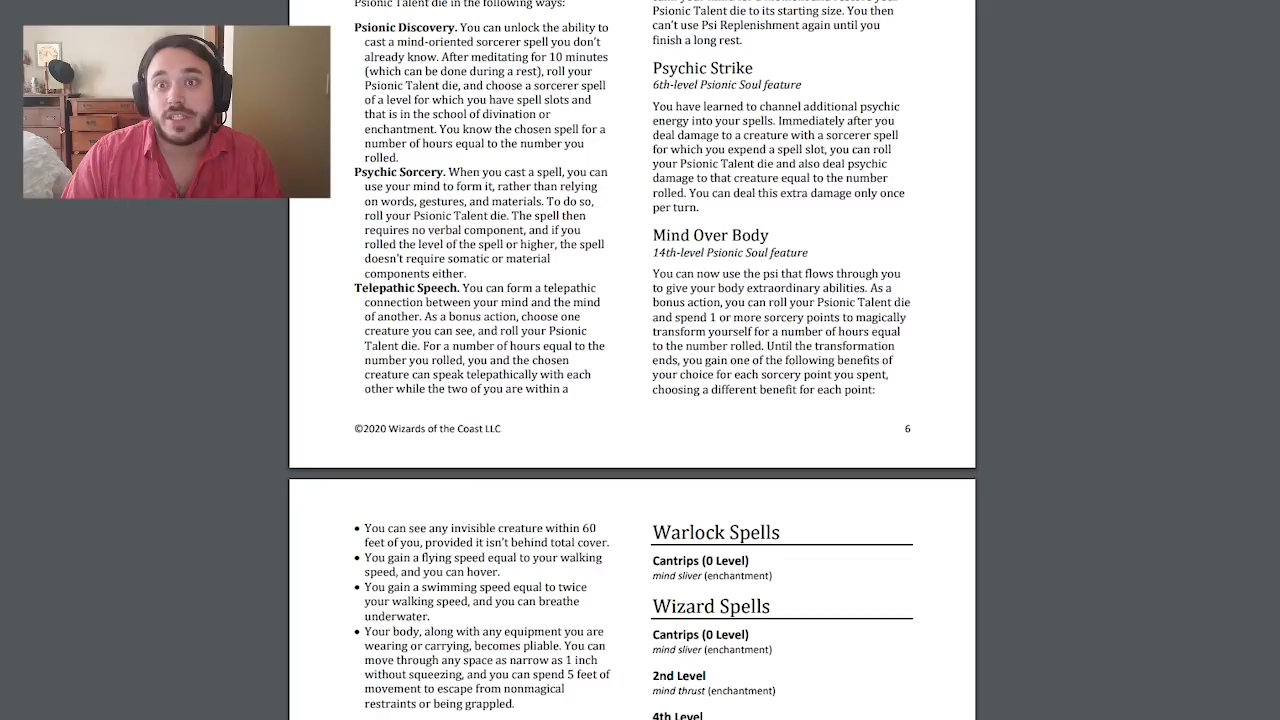 Psionic Talent die in the following ways:
Psionic Discovery. You can unlock the ability to
cast a mind-oriented sorcerer spell you don't
already know. After meditating for 10 minutes
(which can be done during a rest), roll your
Psionic Talent die, and choose a sorcerer spell
of a level for which you have spell slots and
that is in the school of divination or
enchantment. You know the chosen spell for a
number of hours equal to the number you
rolled.
Psychic Sorcery. When you cast a spell, you can
use your mind to form it, rather than relying
on words, gestures, and materials. To do so,
roll your Psionic Talent die. The spell then
requires no verbal component, and if you
rolled the level of the spell or higher, the spell
doesn't require somatic or material
components either.
Telepathic Speech. You can form a telepathic
connection between your mind and the mind
of another. As a bonus action, choose one
creature you can see, and roll your Psionic
Talent die. For a number of hours equal to the
number you rolled, you and the chosen
creature can speak telepathically with each
other while the two of you are within a
Psionic Talent die to its starting size. You then
can't use Psi Replenishment again until you
finish a long rest.
Psychic Strike
6th-level Psionic Soul feature
You have learned to channel additional psychic
energy into your spells. Immediately after you
deal damage to a creature with a sorcerer spell
for which you expend a spell slot, you can roll
your Psionic Talent die and also deal psychic
damage to that creature equal to the number
rolled. You can deal this extra damage only once
per turn.
Mind Over Body
14th-level Psionic Soul feature
You can now use the psi that flows through you
to give your body extraordinary abilities. As a
bonus action, you can roll your Psionic Talent die
and spend 1 or more sorcery points to magically
transform yourself for a number of hours equal
to the number rolled. Until the transformation
ends, you gain one of the following benefits of
your choice for each sorcery point you spent,
choosing a different benefit for each point:
©2020 Wizards of the Coast LLC
6
• You can see any invisible creature within 60
feet of you, provided it isn't behind total cover.
• You gain a flying speed equal to your walking
speed, and you can hover.
• You gain a swimming speed equal to twice
your walking speed, and you can breathe
underwater.
• Your body, along with any equipment you are
wearing or carrying, becomes pliable. You can
move through any space as narrow as 1 inch
without squeezing, and you can spend 5 feet of
movement to escape from nonmagical
restraints or being grappled.
Warlock Spells
Cantrips (0 Level)
mind sliver (enchantment)
Wizard Spells
Cantrips (0 Level)
mind sliver (enchantment)
2nd Level
mind thrust (enchantment)
4th Level